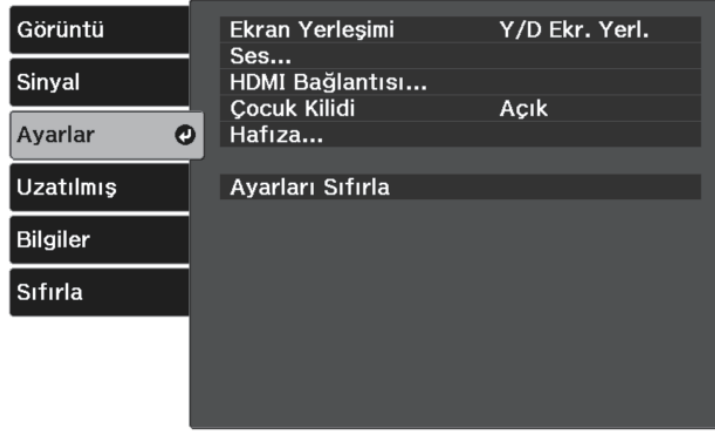 Görüntü
Sinyal
Ayarlar
Uzatılmış
Bilgiler
Sıfırla
Ekran Yerleşimi Y/D Ekr. Yerl.
Ses...
HDMI Bağlantısı...
Çocuk Kilidi Açık
Hafıza...
Ayarları Sıfırla